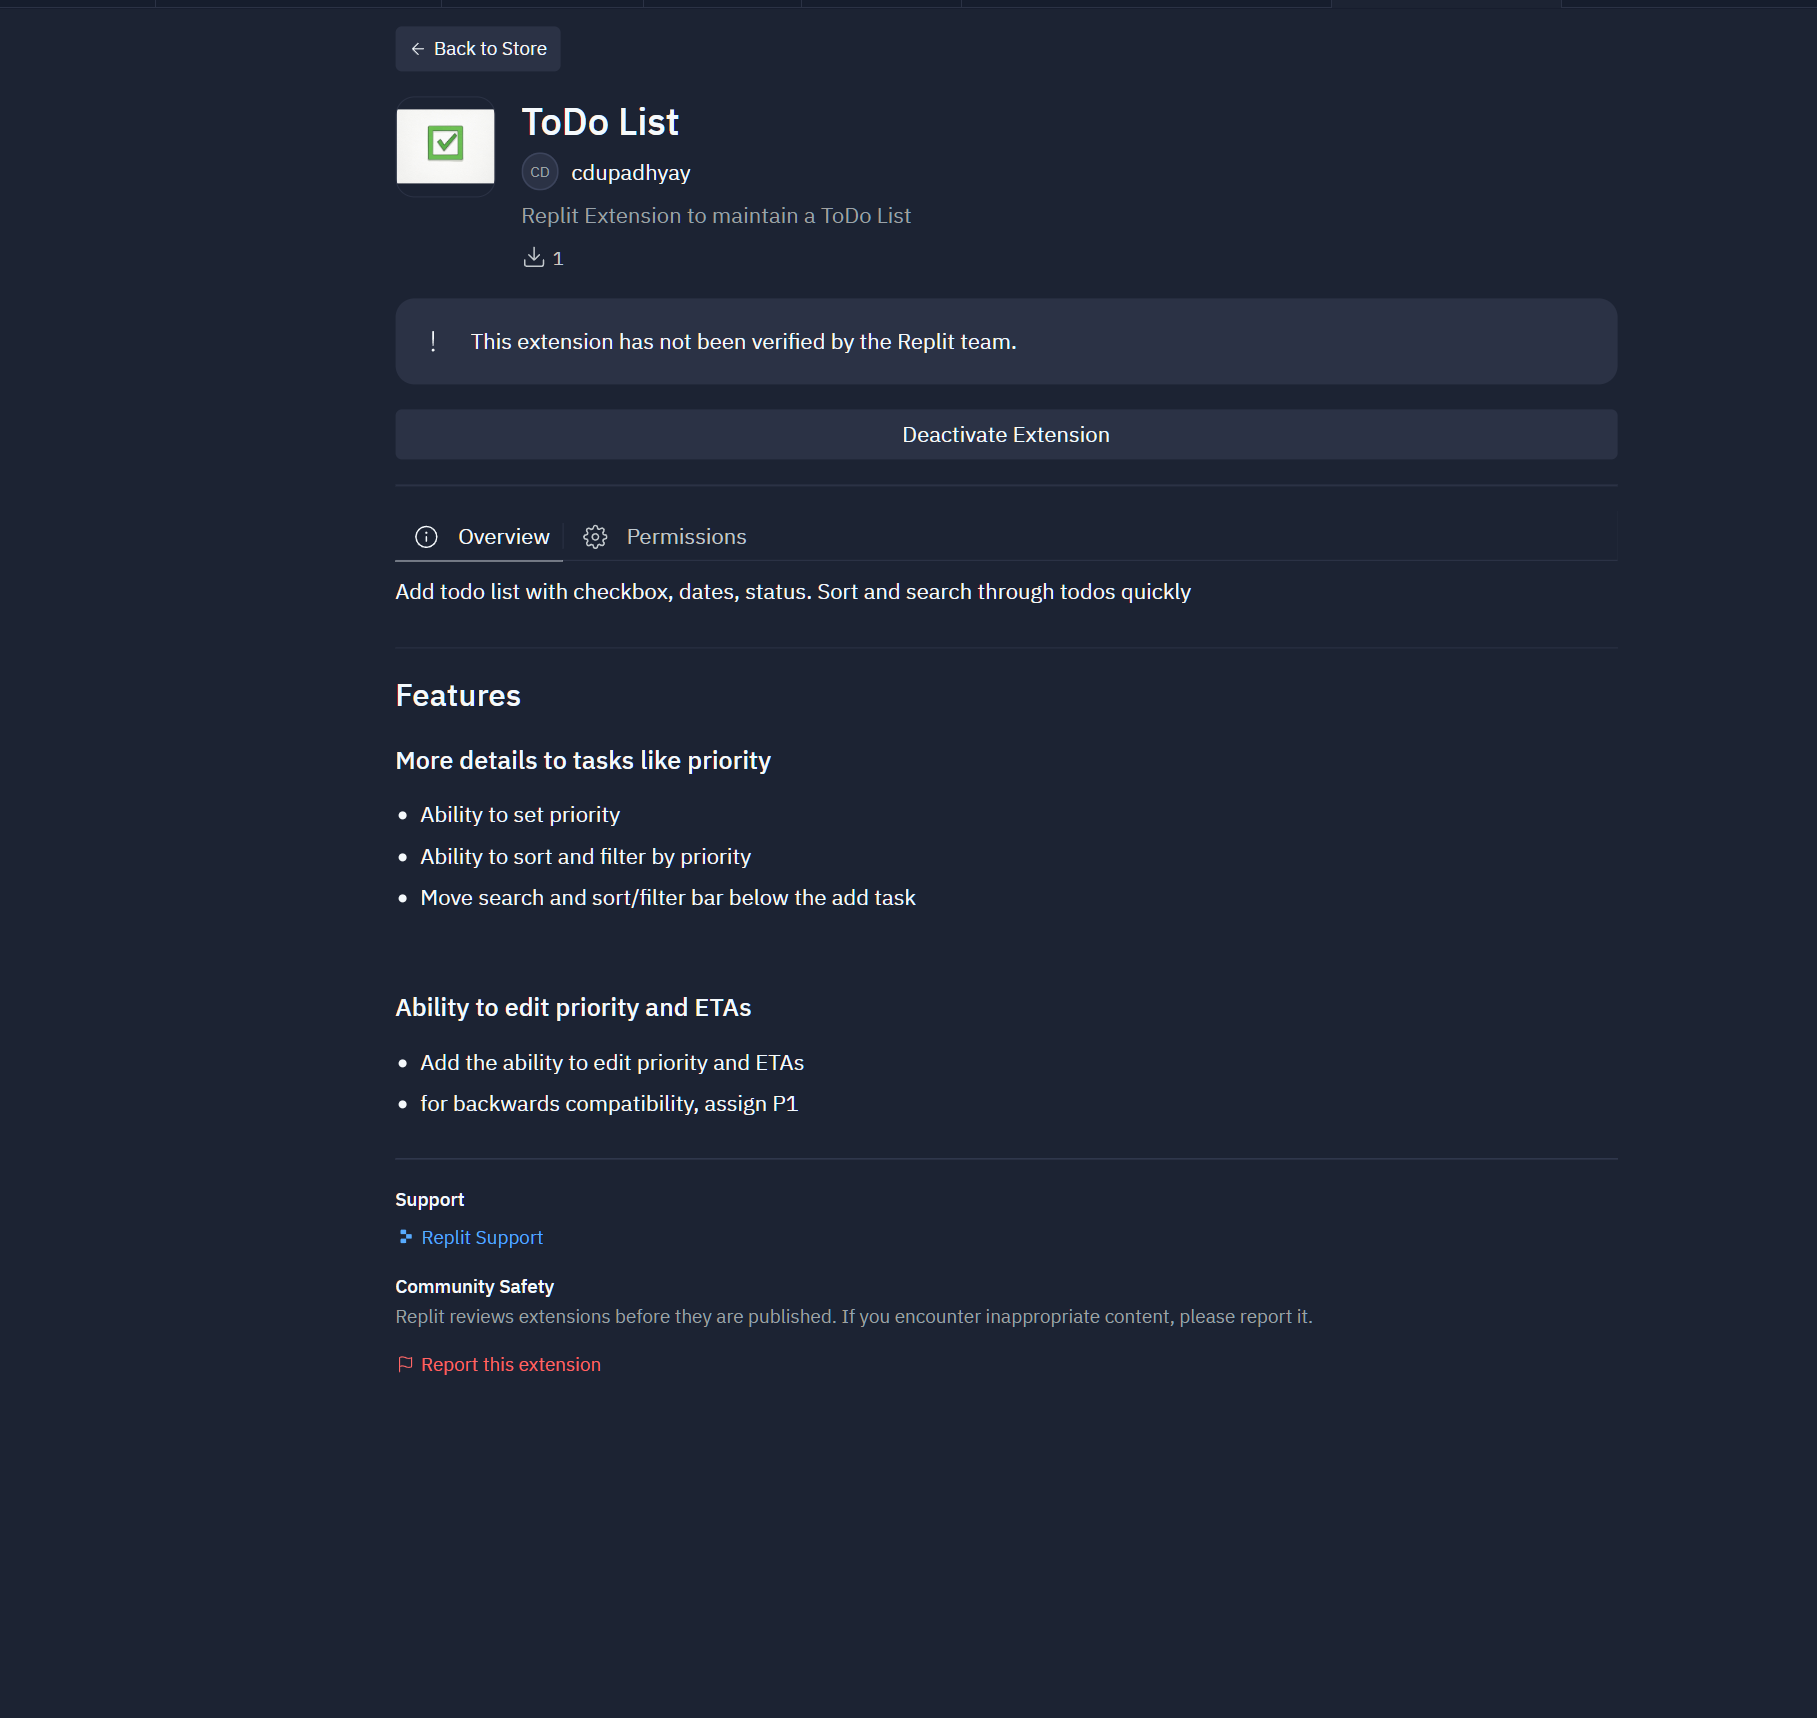 Back to Store
ToDo List
CD cdupadhyay
Replit Extension to maintain a ToDo List
1
! This extension has not been verified by the Replit team.
Deactivate Extension
Overview Permissions
Add todo list with checkbox, dates, status. Sort and search through todos quickly
Features
More details to tasks like priority
• Ability to set priority
• Ability to sort and filter by priority
• Move search and sort/filter bar below the add task
Ability to edit priority and ETAs
• Add the ability to edit priority and ETAs
• for backwards compatibility, assign P1
Support
Replit Support
Community Safety
Replit reviews extensions before they are published. If you encounter inappropriate content, please report it.
Report this extension